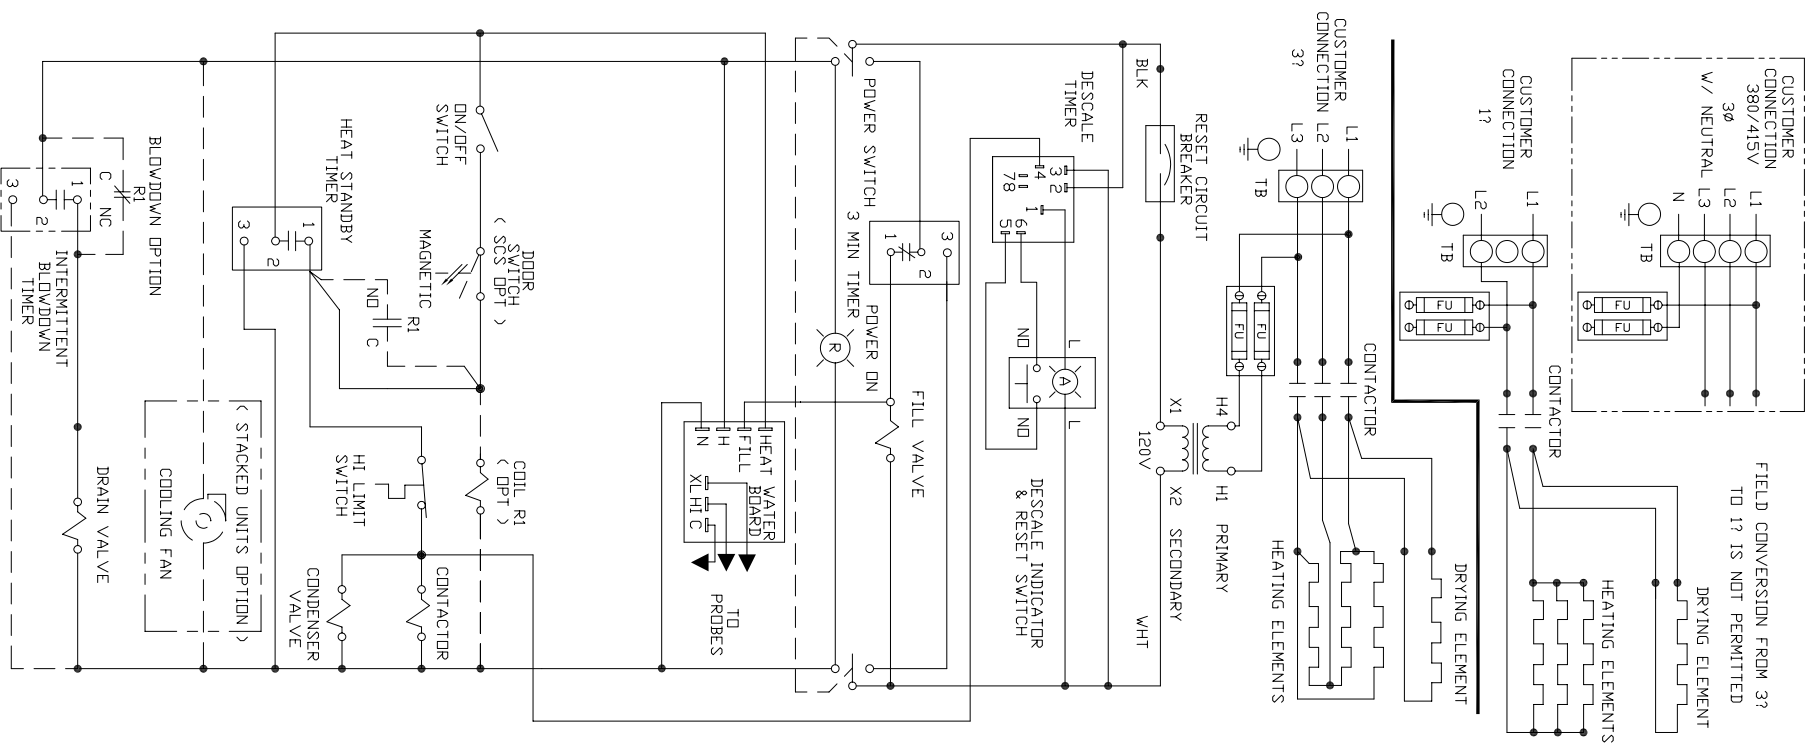 CUSTOMER
CONNECTION
380/415V
3ø
W/ NEUTRAL
L1
L2
L3
N
TB
FU
FU
FIELD CONVERSION FROM 3?
TO 1? IS NOT PERMITTED
CUSTOMER
CONNECTION
1?
L1
L2
TB
FU
FU
CONTACTOR
DRYING ELEMENT
HEATING ELEMENTS
CUSTOMER
CONNECTION
3?
L1
L2
L3
TB
FU
FU
CONTACTOR
DRYING ELEMENT
HEATING ELEMENTS
H4
H1
PRIMARY
X1
X2
SECONDARY
120V
BLK
RESET CIRCUIT
BREAKER
WHT
DESCALE
TIMER
3
2
4
7
8
1
6
5
L
A
L
NO
NO
DESCALE INDICATOR
& RESET SWITCH
POWER SWITCH
3 MIN TIMER
3
2
1
POWER ON
R
FILL VALVE
HEAT
FILL
H
N
WATER
BOARD
XL
HI
C
TO
PROBES
ON/OFF
SWITCH
DOOR
SWITCH
( SCS OPT )
MAGNETIC
COIL R1
( OPT )
HEAT STANDBY
TIMER
1
2
3
R1
NO
C
HI LIMIT
SWITCH
CONTACTOR
CONDENSER
VALVE
( STACKED UNITS OPTION )
COOLING FAN
BLOWDOWN OPTION
R1
C
NC
1
2
3
INTERMITTENT
BLOWDOWN
TIMER
DRAIN VALVE